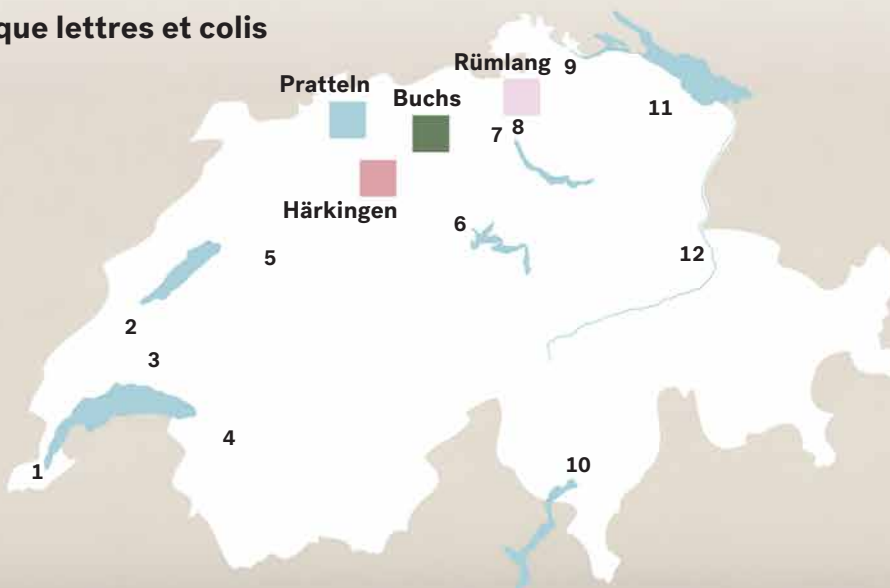 que lettres et colis
Rümlang
9
Pratteln
Buchs
11
7
8
Härkingen
6
5
12
2
3
4
10
1